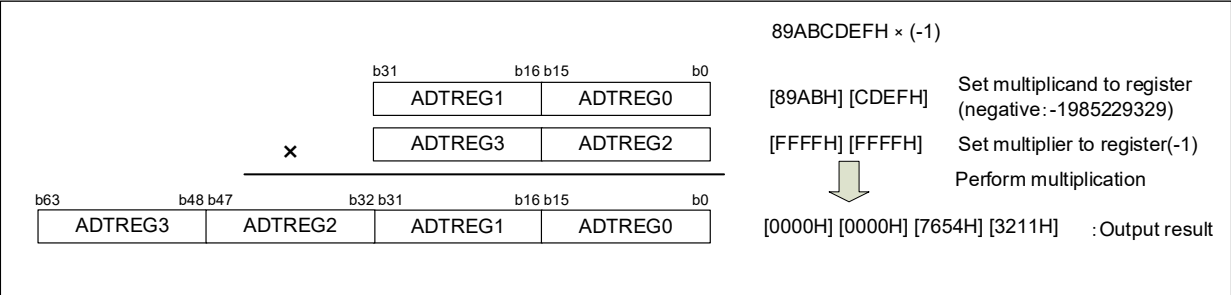 89ABCDEFH × (-1)
b31 b16 b15 b0
ADTREG1 ADTREG0 [89ABH] [CDEFH] Set multiplicand to register
(negative:-1985229329)
× ADTREG3 ADTREG2 [FFFFH] [FFFFH] Set multiplier to register(-1)
Perform multiplication
b63 b48 b47 b32 b31 b16 b15 b0
ADTREG3 ADTREG2 ADTREG1 ADTREG0 [0000H] [0000H] [7654H] [3211H] :Output result